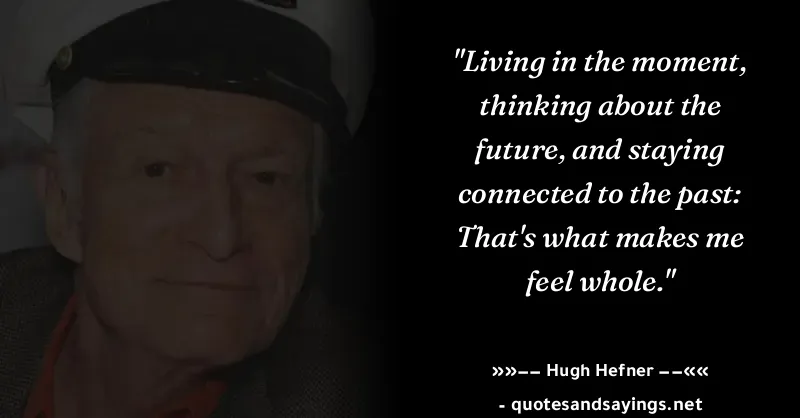 "Living in the moment,
thinking about the
future, and staying
connected to the past:
That's what makes me
feel whole."
»»−− Hugh Hefner −−««
- quotesandsayings.net